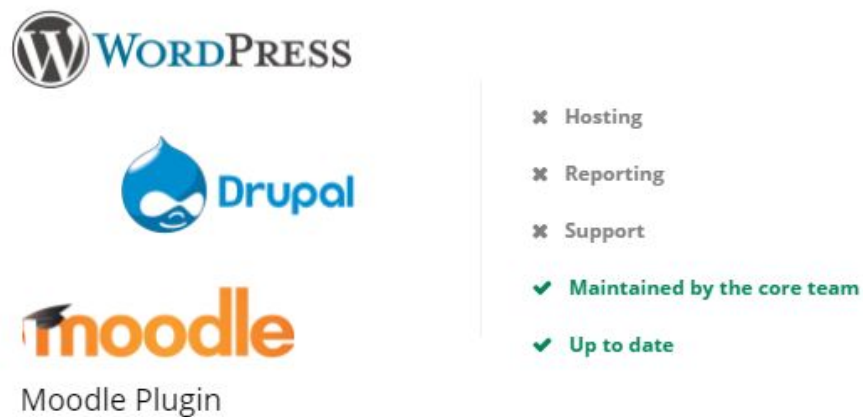 WORDPRESS
Drupal
moodle
Moodle Plugin
Hosting
Reporting
Support
Maintained by the core team
Up to date